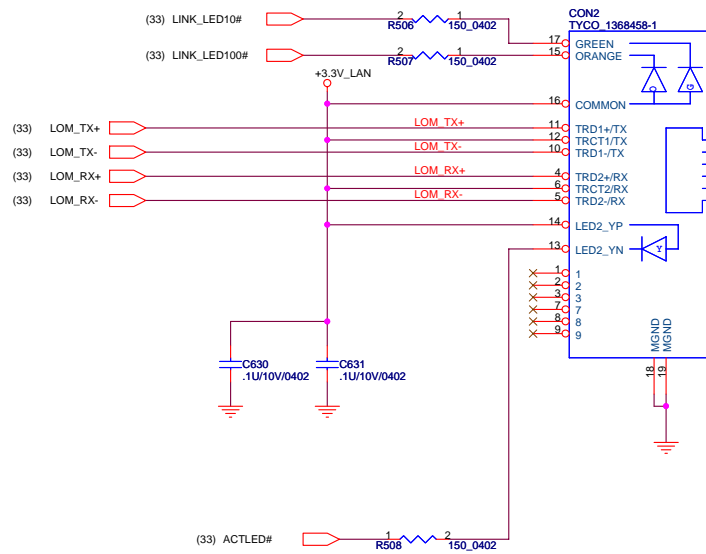 CON2
TYCO_1368458-1
(33) LINK_LED10#
2 1
R506 150_0402
17 GREEN
(33) LINK_LED100#
2 1
R507 150_0402
15 ORANGE
O G
+3.3V_LAN
16 COMMON
(33) LOM_TX+ LOM_TX+ 11 TRD1+/TX
12 TRCT1/TX
(33) LOM_TX- LOM_TX- 10 TRD1-/TX
(33) LOM_RX+ LOM_RX+ 4 TRD2+/RX
6 TRCT2/RX
(33) LOM_RX- LOM_RX- 5 TRD2-/RX
14 LED2_YP
13 LED2_YN Y
1 1
2 2
3 3
7 7
8 8
9 9
MGND
MGND
18
19
C630
.1U/10V/0402
C631
.1U/10V/0402
(33) ACTLED#
1 2
R508 150_0402